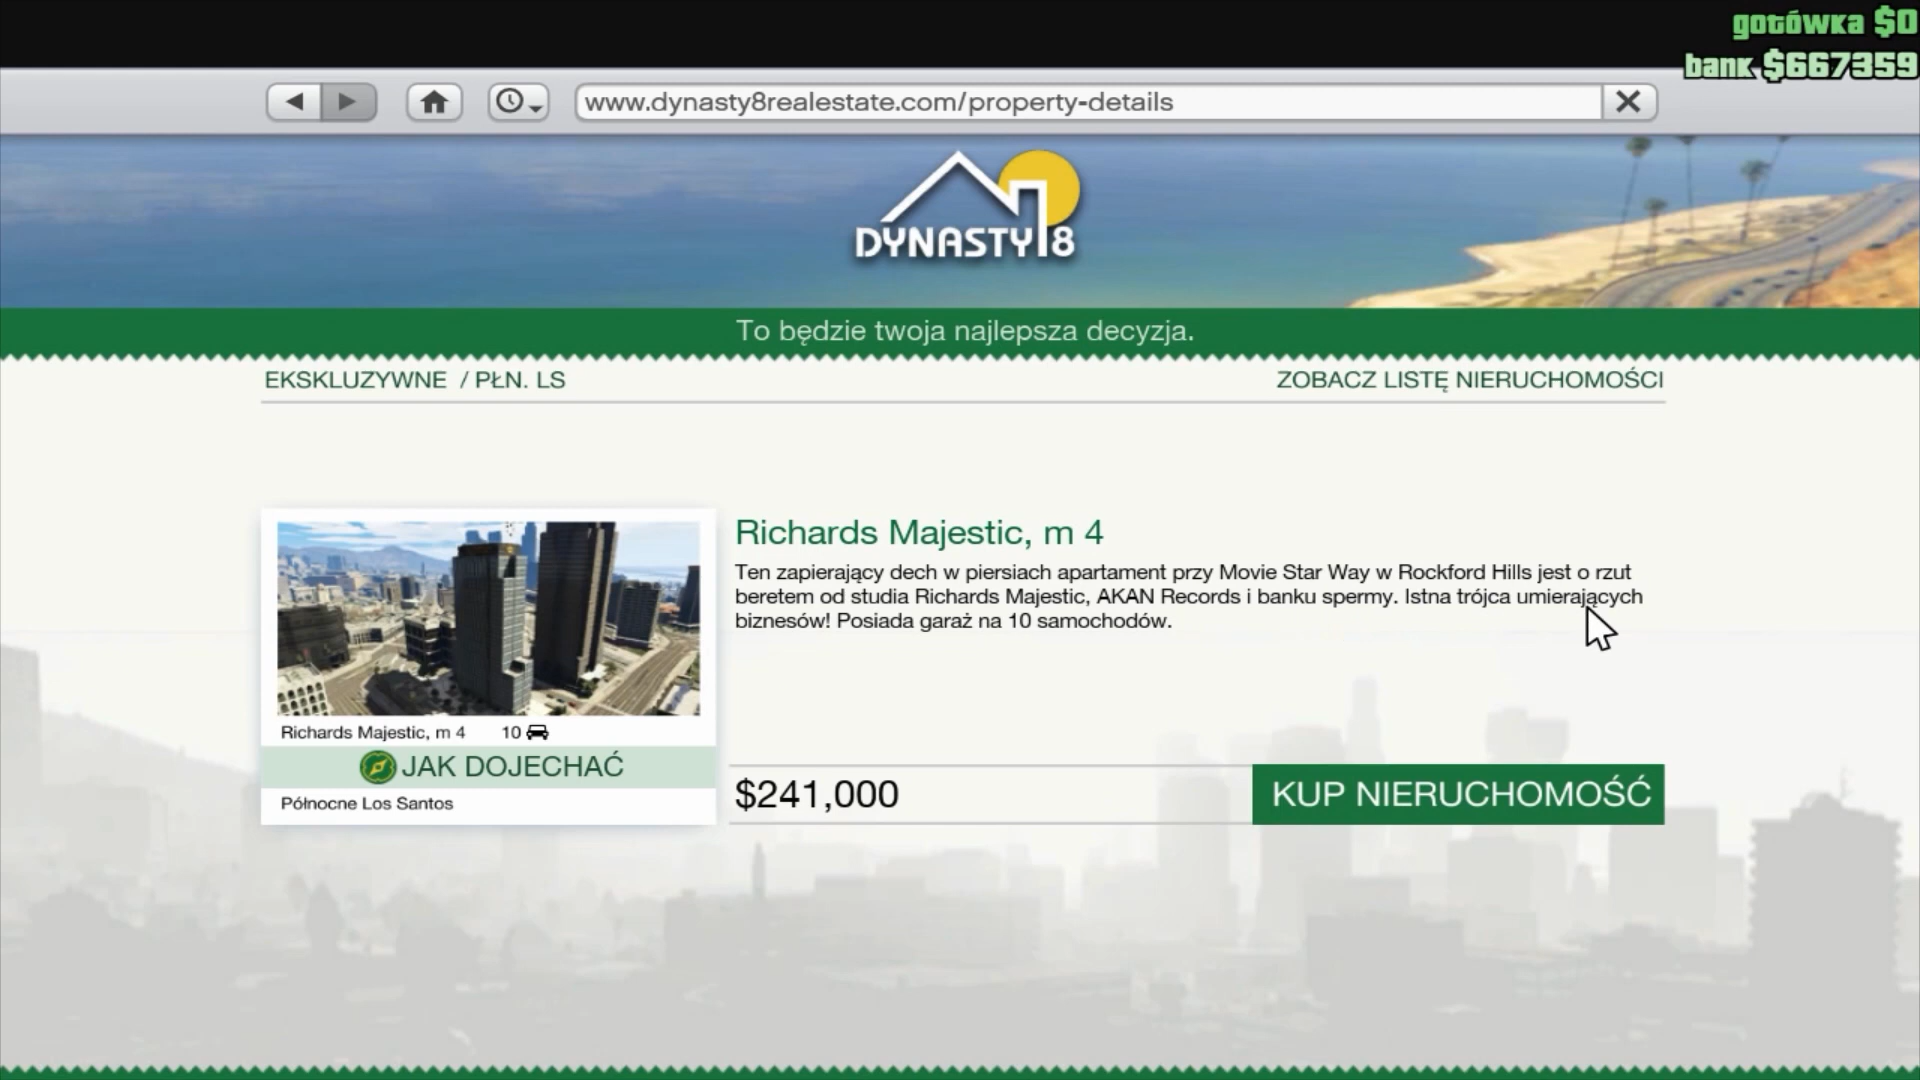 gotówka $0
bank $667359
www.dynasty8realestate.com/property-details
DYNASTY 8
To będzie twoja najlepsza decyzja.
EKSKLUZYWNE / PŁN. LS
ZOBACZ LISTĘ NIERUCHOMOŚCI
Richards Majestic, m 4
Ten zapierający dech w piersiach apartament przy Movie Star Way w Rockford Hills jest o rzut
beretem od studia Richards Majestic, AKAN Records i banku spermy. Istna trójca umierających
biznesów! Posiada garaż na 10 samochodów.
Richards Majestic, m 4 10
JAK DOJECHAĆ
Północne Los Santos
$241,000
KUP NIERUCHOMOŚĆ